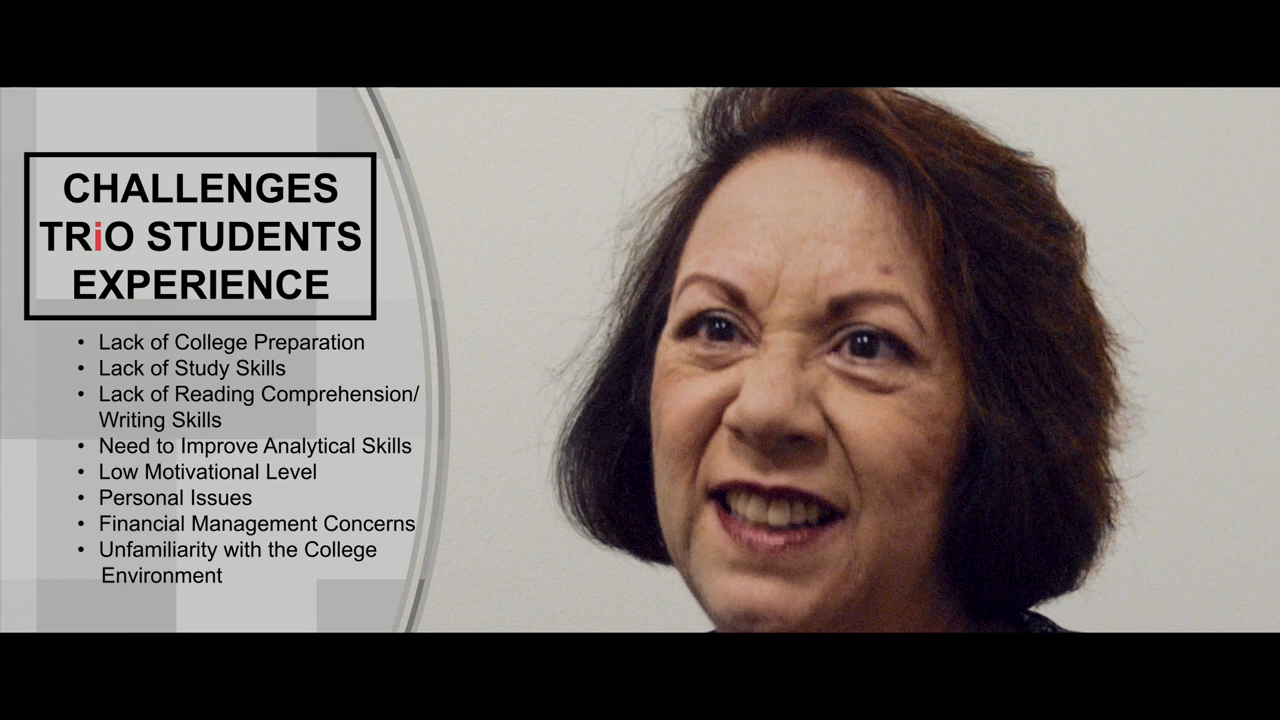 CHALLENGES
TRiO STUDENTS
EXPERIENCE
• Lack of College Preparation
• Lack of Study Skills
• Lack of Reading Comprehension/
Writing Skills
• Need to Improve Analytical Skills
• Low Motivational Level
• Personal Issues
• Financial Management Concerns
• Unfamiliarity with the College
Environment